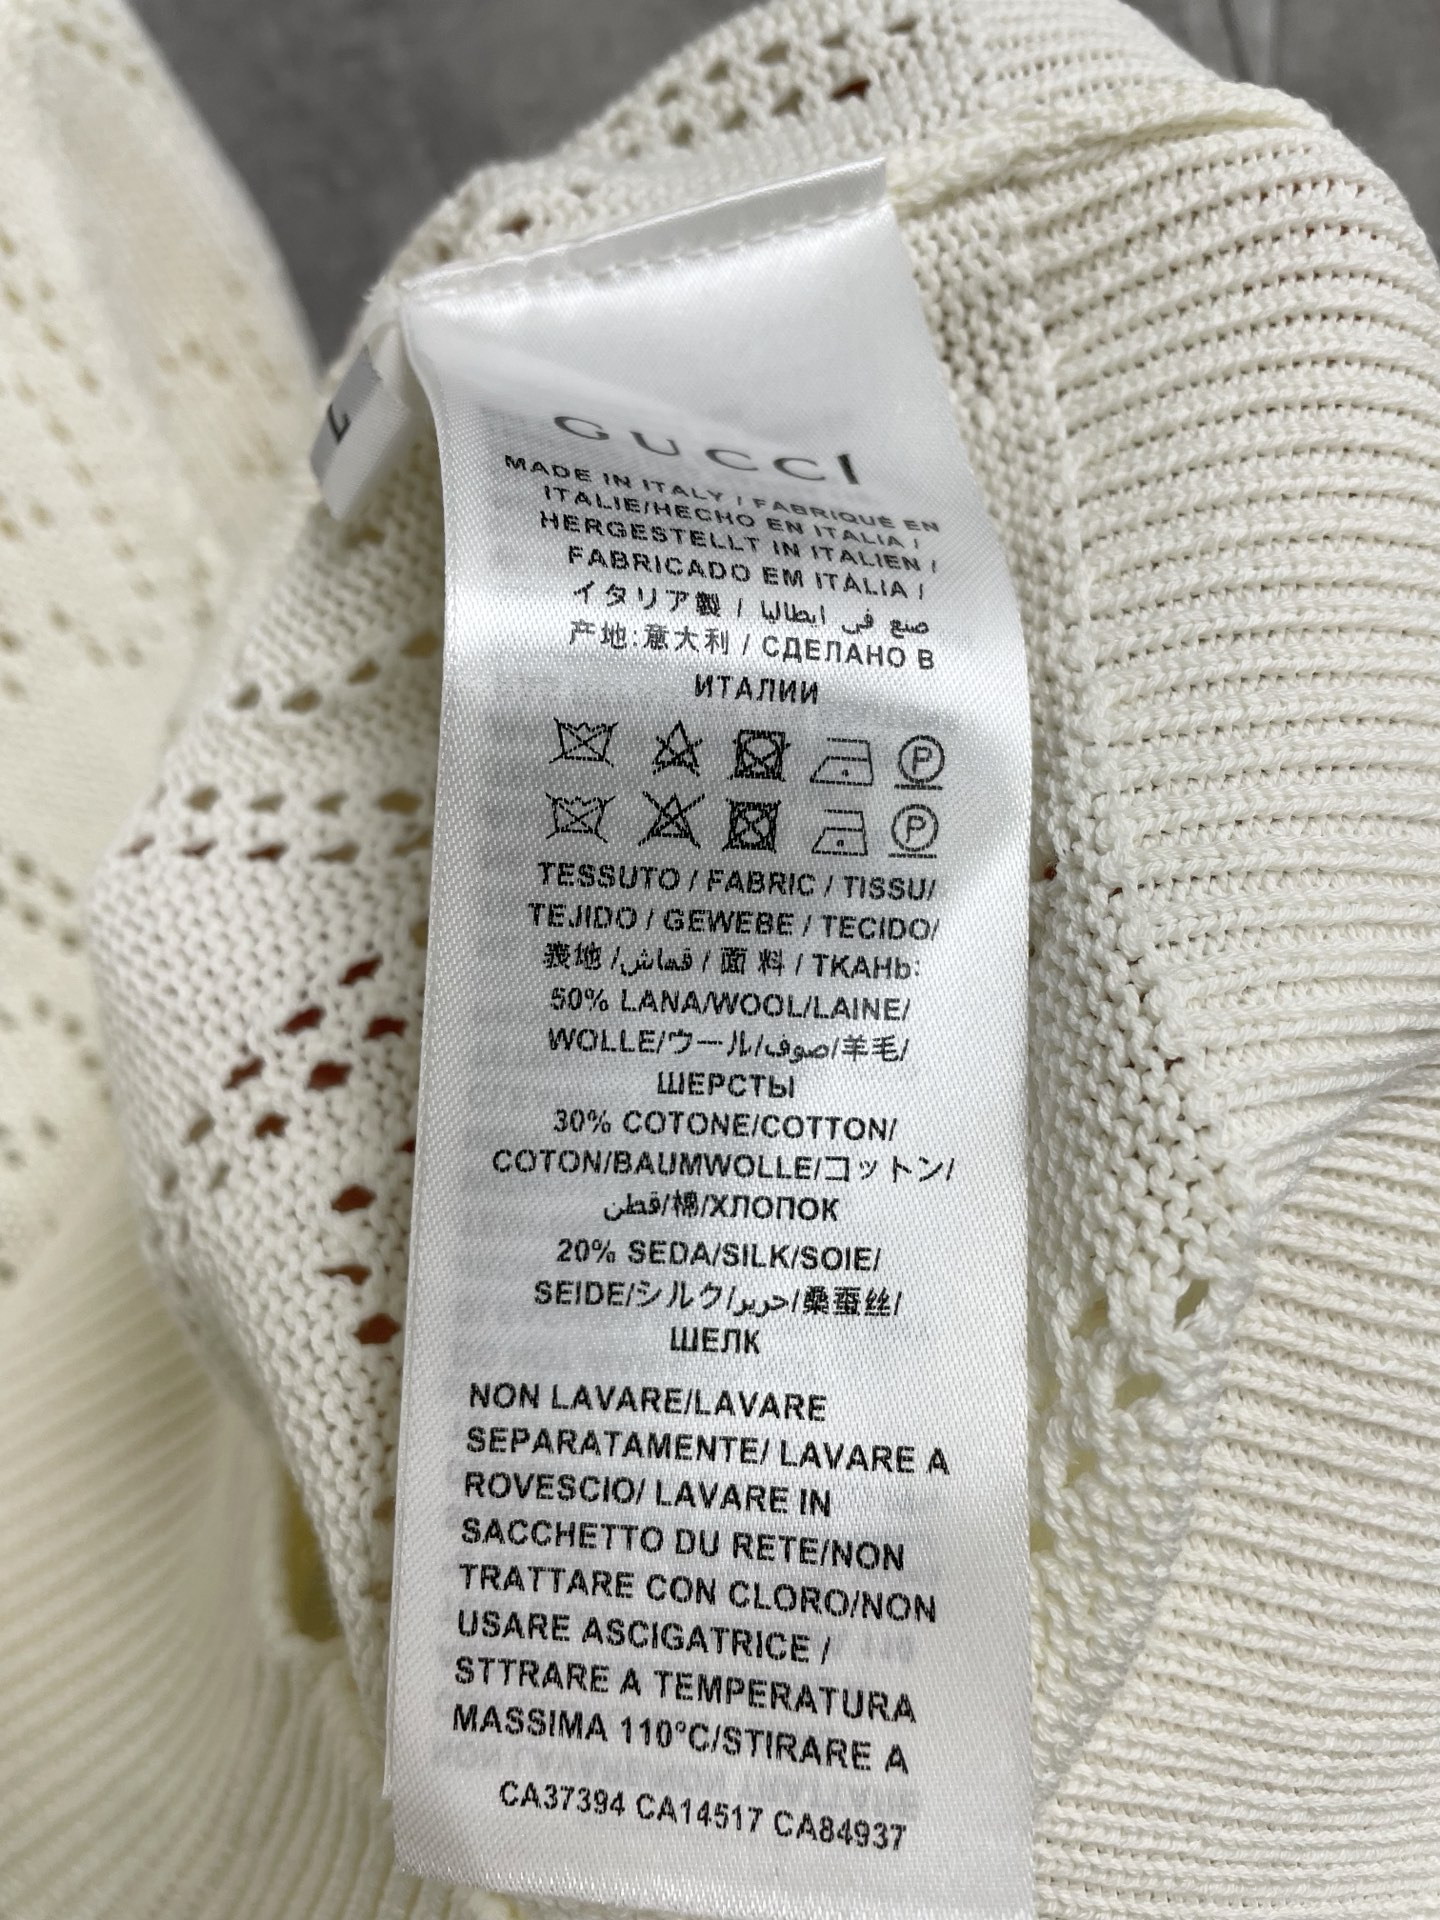 GUCCI
MADE IN ITALY / FABRIQUÉ EN
ITALIE/HECHO EN ITALIA /
HERGESTELLT IN ITALIEN /
FABRICADO EM ITÀLIA /
イタリア製 / صنع في ايطاليا
产地:意大利 / СДЕЛАНО В
ИТАЛИИ
P
P
TESSUTO / FABRIC / TISSU/
TEJIDO / GEWEBE / TECIDO/
表地 / قماش / 面 料 / ТКАНЬ:
50% LANA/WOOL/LAINE/
WOLLE/ウール/صوف/羊毛/
ШЕРСТЫ
30% COTONE/COTTON/
COTON/BAUMWOLLE/コットン/
قطن/棉/ХЛОПОК
20% SEDA/SILK/SOIE/
SEIDE/シルク/حرير/桑蚕丝/
ШЕЛК
NON LAVARE/LAVARE
SEPARATAMENTE/ LAVARE A
ROVESCIO/ LAVARE IN
SACCHETTO DU RETE/NON
TRATTARE CON CLORO/NON
USARE ASCIGATRICE /
STTRARE A TEMPERATURA
MASSIMA 110°C/STIRARE A
CA37394 CA14517 CA84937